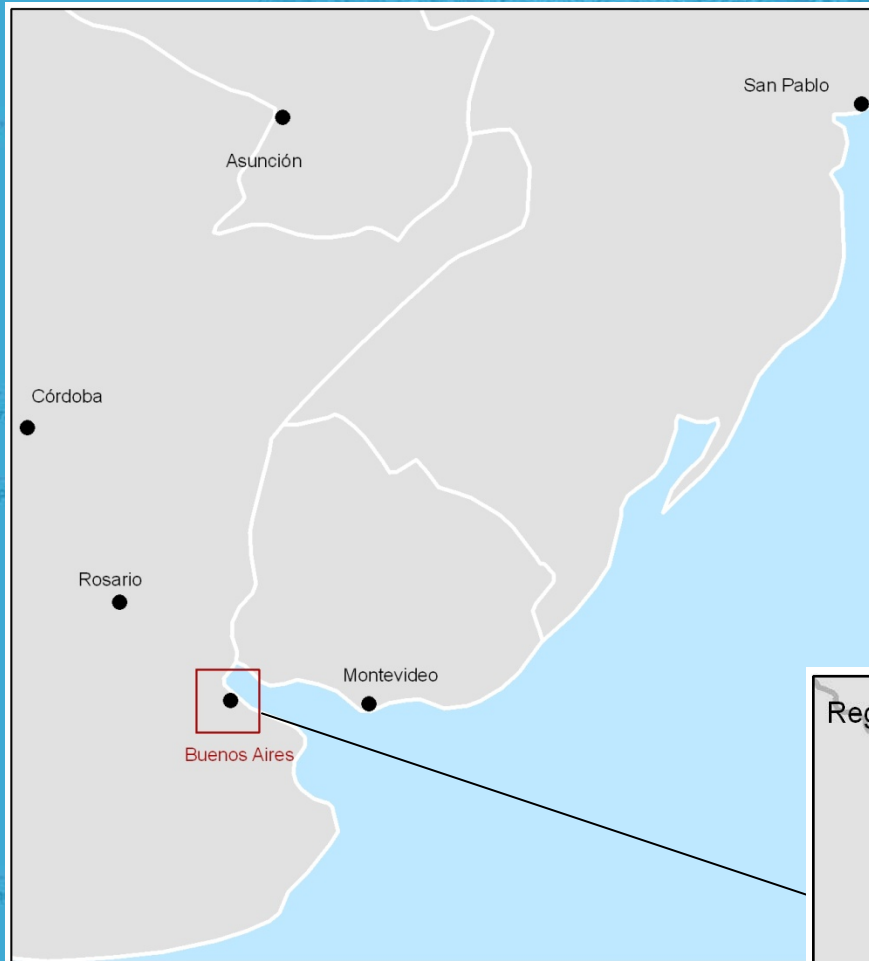 San Pablo
Asunción
Córdoba
Rosario
Montevideo
Buenos Aires